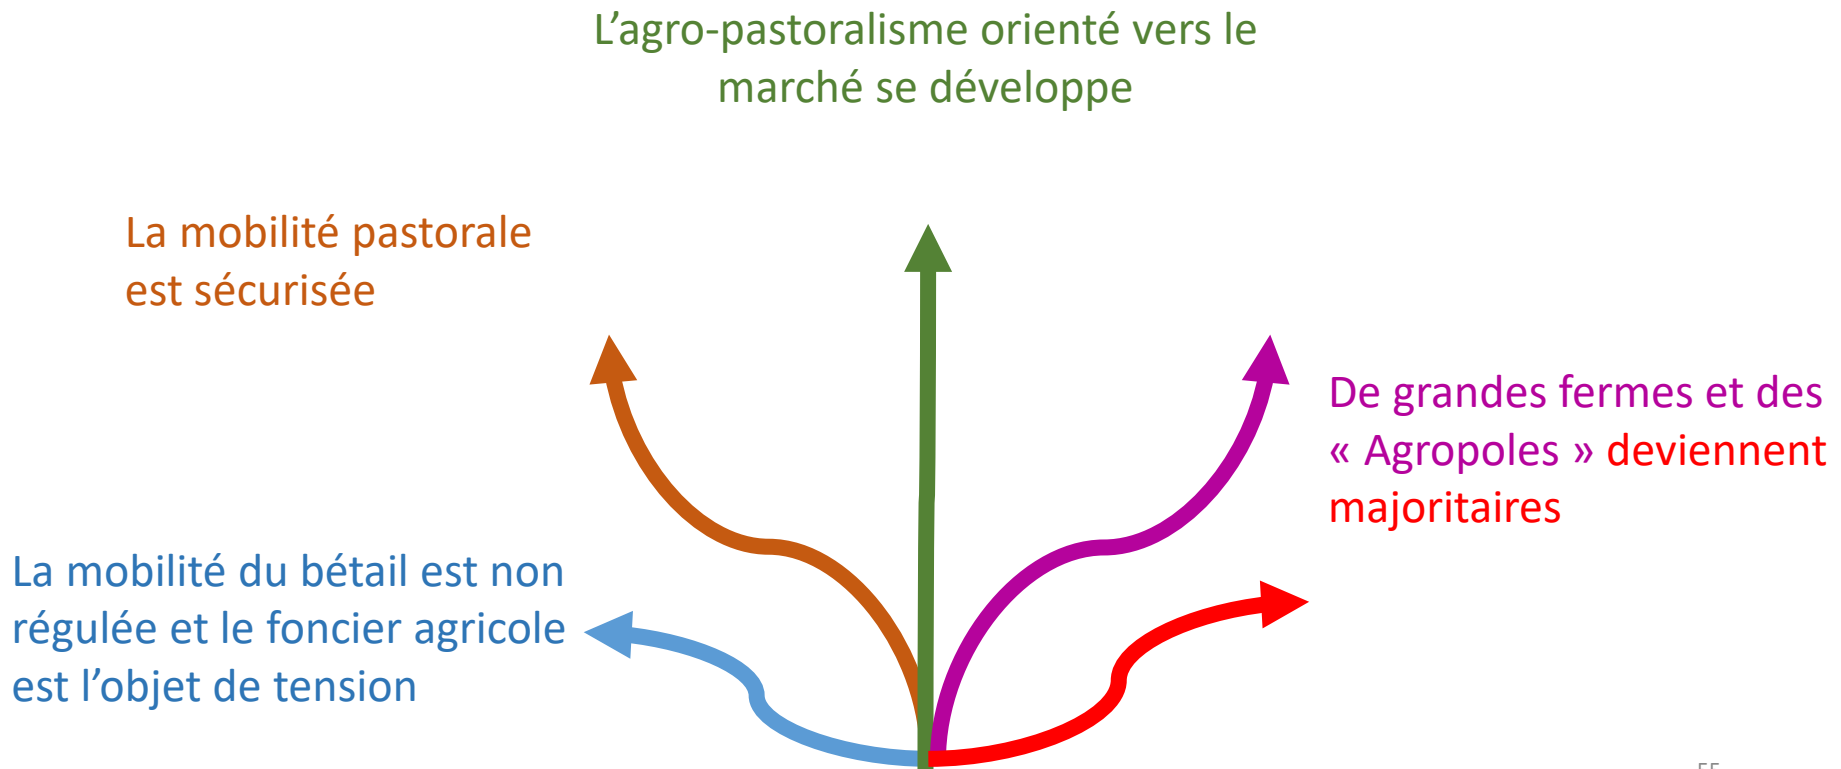 L’agro-pastoralisme orienté vers le
marché se développe
La mobilité pastorale
est sécurisée
De grandes fermes et des
« Agropoles » deviennent
majoritaires
La mobilité du bétail est non
régulée et le foncier agricole
est l’objet de tension